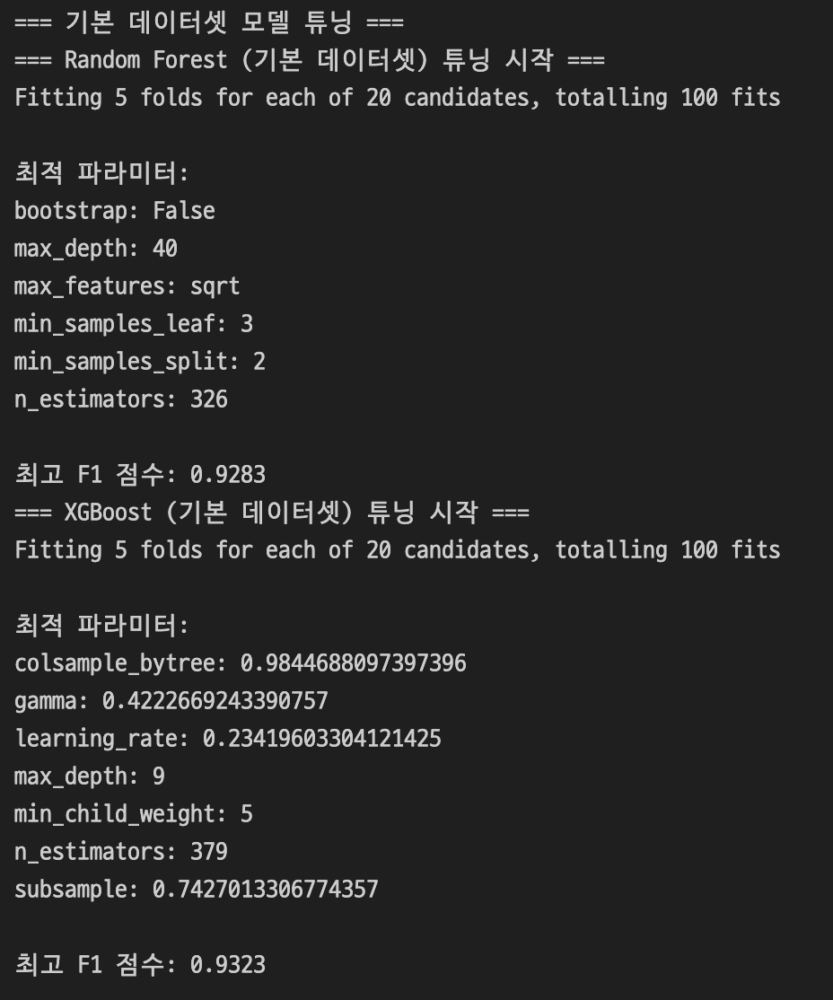 === 기본 데이터셋 모델 튜닝 ===
=== Random Forest (기본 데이터셋) 튜닝 시작 ===
Fitting 5 folds for each of 20 candidates, totalling 100 fits
최적 파라미터:
bootstrap: False
max_depth: 40
max_features: sqrt
min_samples_leaf: 3
min_samples_split: 2
n_estimators: 326
최고 F1 점수: 0.9283
=== XGBoost (기본 데이터셋) 튜닝 시작 ===
Fitting 5 folds for each of 20 candidates, totalling 100 fits
최적 파라미터:
colsample_bytree: 0.9844688097397396
gamma: 0.4222669243390757
learning_rate: 0.23419603304121425
max_depth: 9
min_child_weight: 5
n_estimators: 379
subsample: 0.7427013306774357
최고 F1 점수: 0.9323